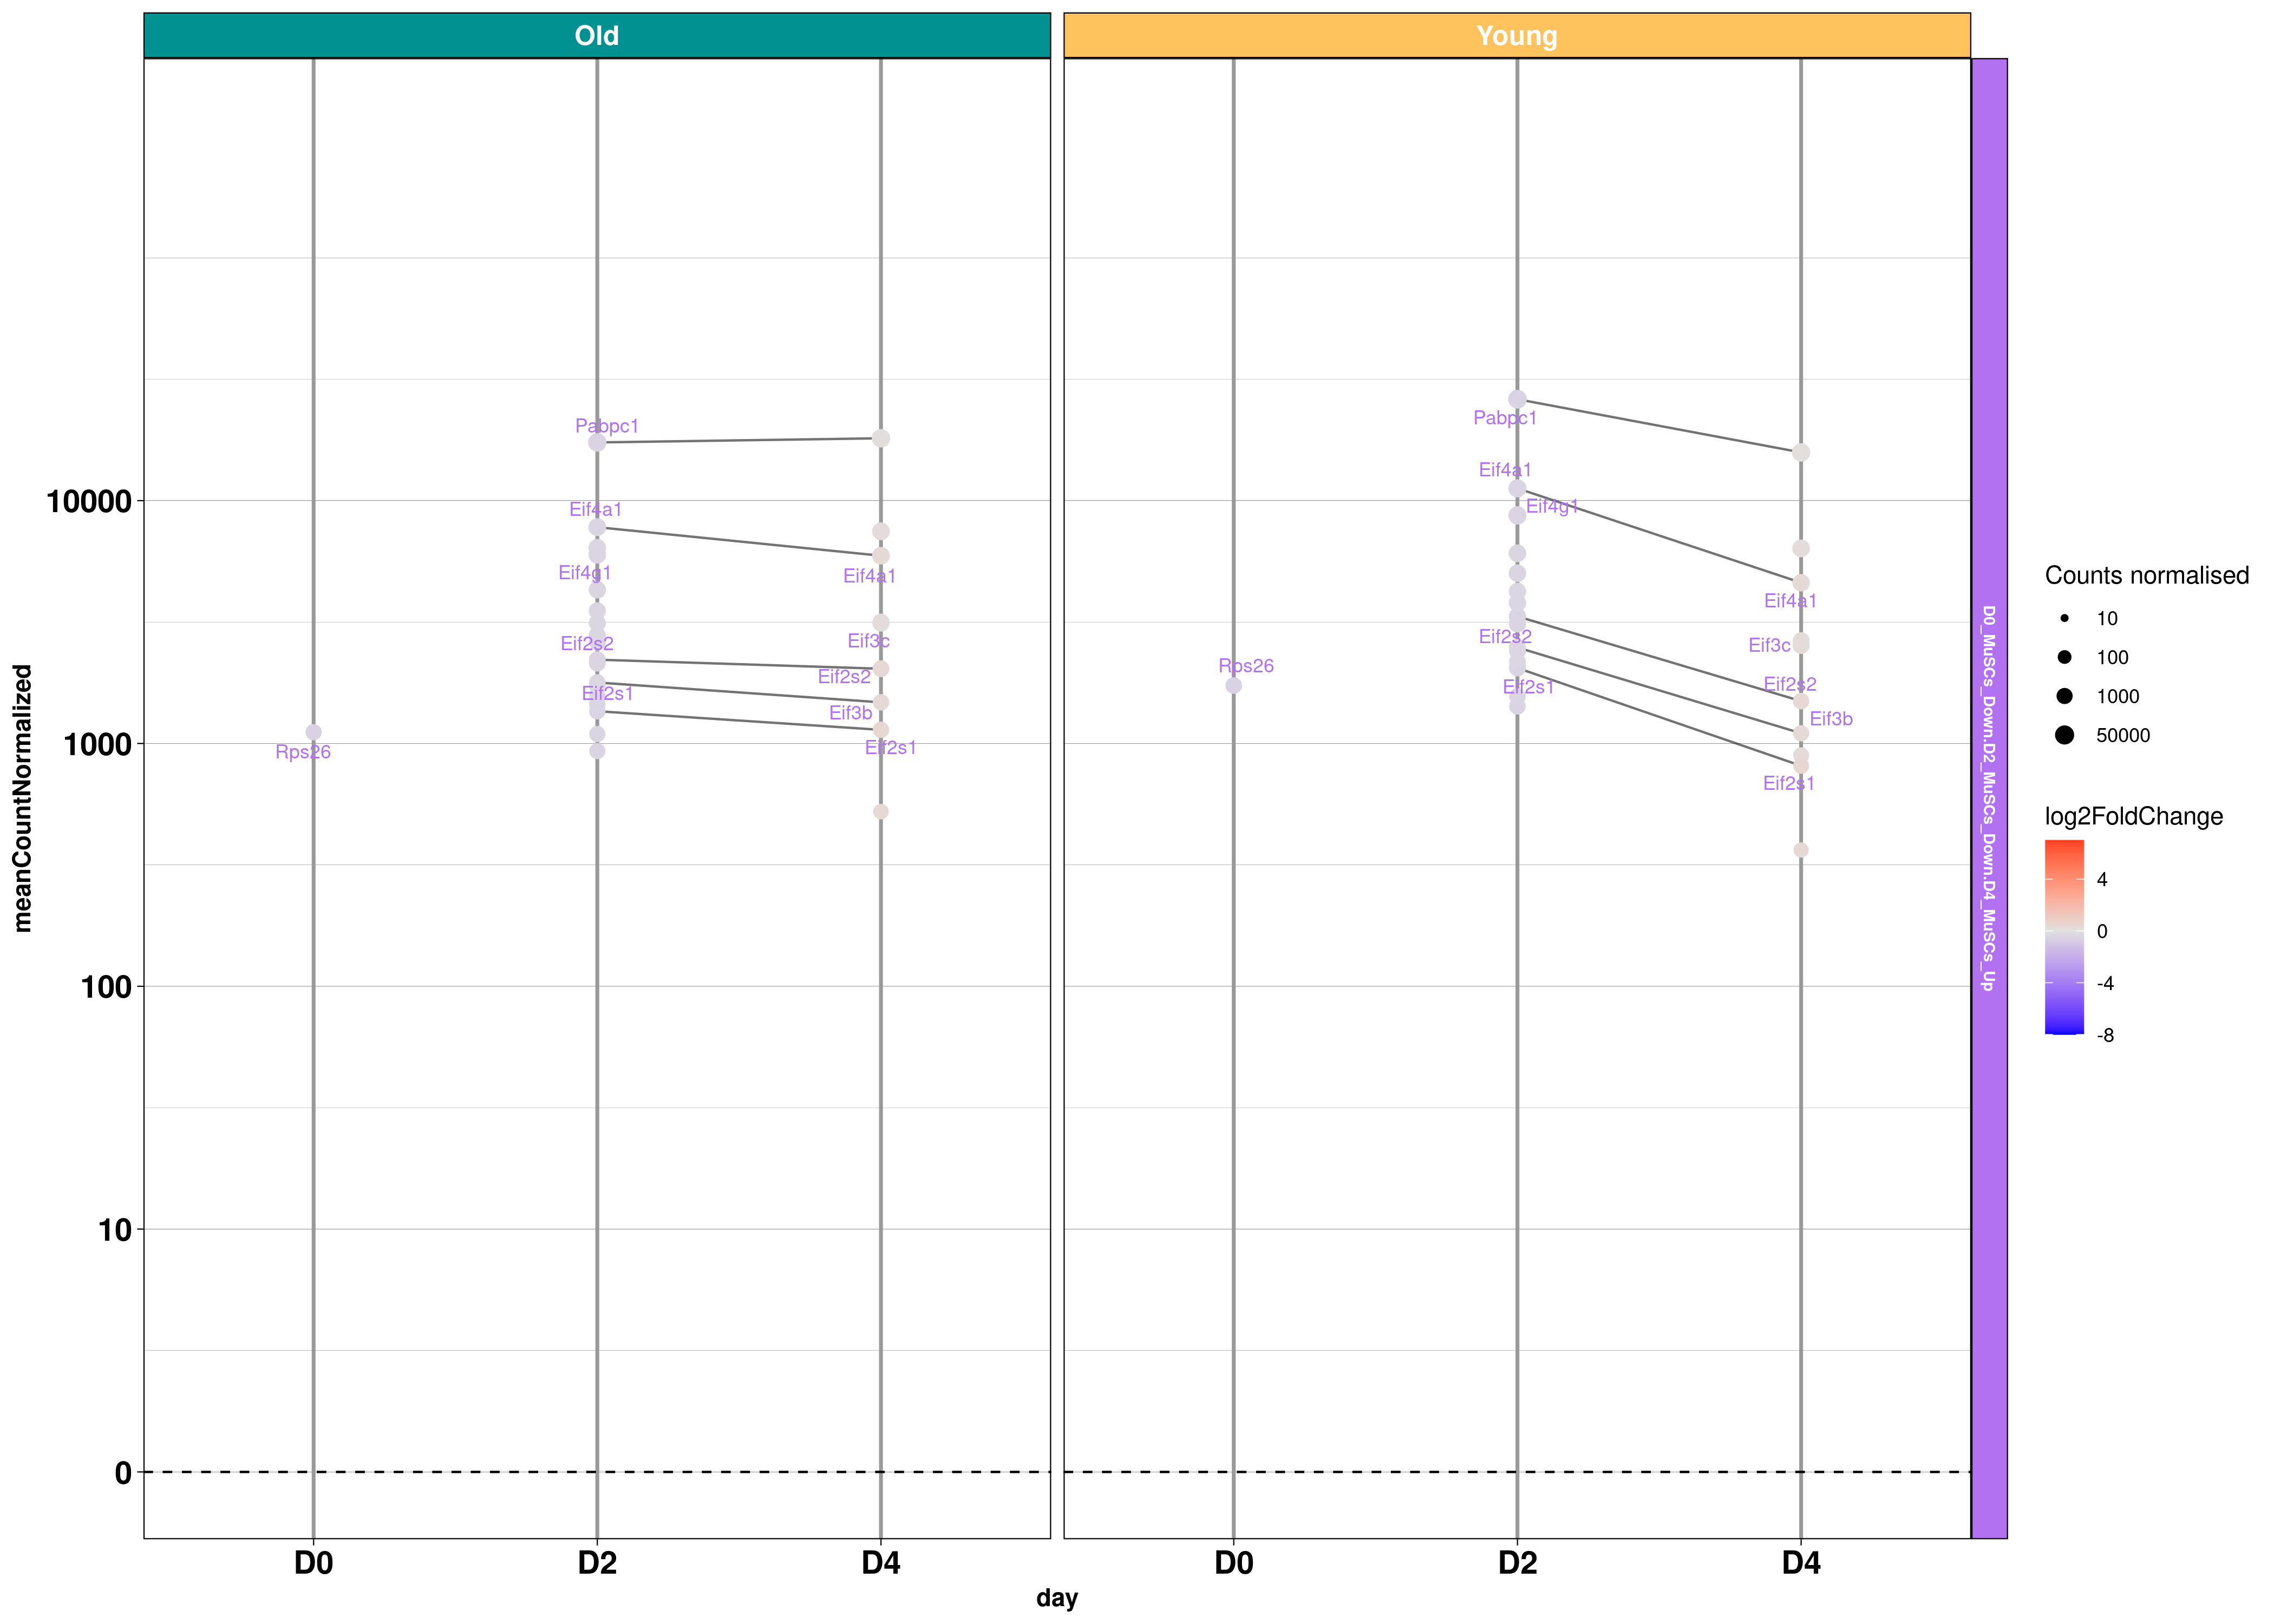 Old
Young
meanCountNormalized
10000
1000
100
10
0
Pabpc1
Eif4a1
Eif4g1
Eif4a1
Eif2s2
Eif3c
Eif2s2
Eif2s1
Eif3b
Eif2s1
Rps26
Pabpc1
Eif4a1
Eif4g1
Eif4a1
Eif2s2
Eif3c
Rps26
Eif2s1
Eif2s2
Eif3b
Eif2s1
D0_MuSCs_Down.D2_MuSCs_Down.D4_MuSCs_Up
D0
D2
D4
D0
D2
D4
day
Counts normalised
10
100
1000
50000
log2FoldChange
4
0
-4
-8